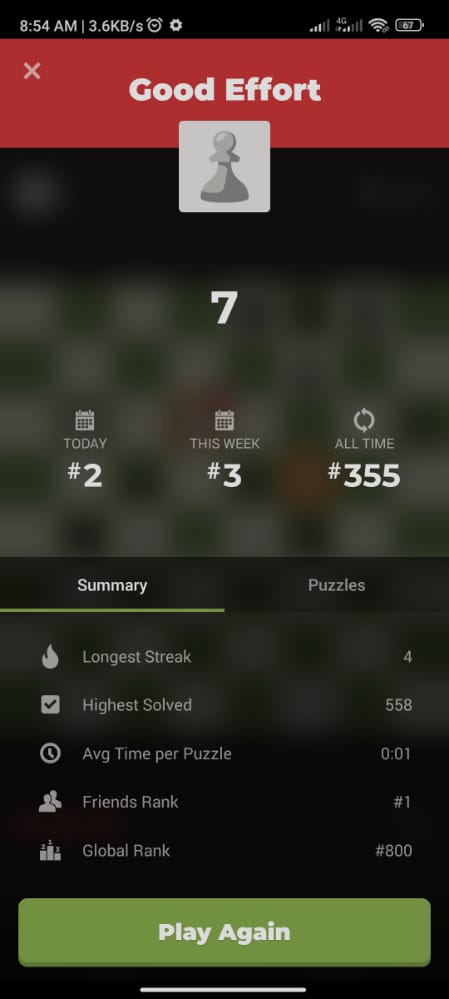 8:54 AM | 3.6KB/s
4G
67
Good Effort
7
TODAY
THIS WEEK
ALL TIME
#2
#3
#355
Summary
Puzzles
Longest Streak
4
Highest Solved
558
Avg Time per Puzzle
0:01
Friends Rank
#1
Global Rank
#800
Play Again